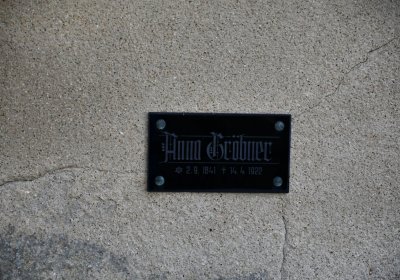 Anna Gröbner
* 2.9.1841 † 14.4.1922